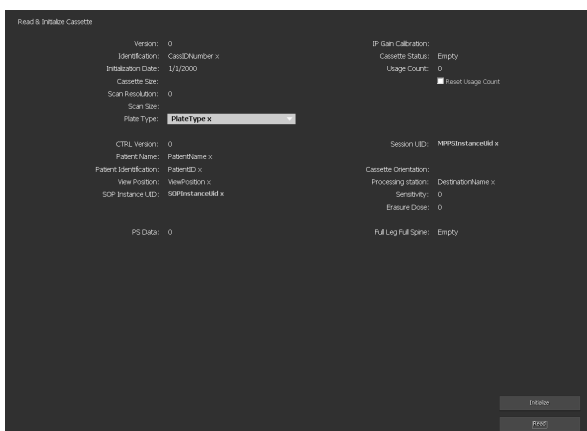 Read & Initialize Cassette
Version: 0 IP Gain Calibration:
Identification: CassIDNumber x Cassette Status: Empty
Initialization Date: 1/1/2000 Usage Count: 0
Cassette Size: Reset Usage Count
Scan Resolution: 0
Scan Size:
Plate Type: PlateType x
CTRL Version: 0 Session UID: MPPSInstanceUid x
Patient Name: PatientName x
Patient Identification: PatientID x Cassette Orientation:
View Position: ViewPosition x Processing station: DestinationName x
SOP Instance UID: SOPInstanceUid x Sensitivity: 0
Erasure Dose: 0
PS Data: 0 Full Leg Full Spine: Empty
Initialize
Read